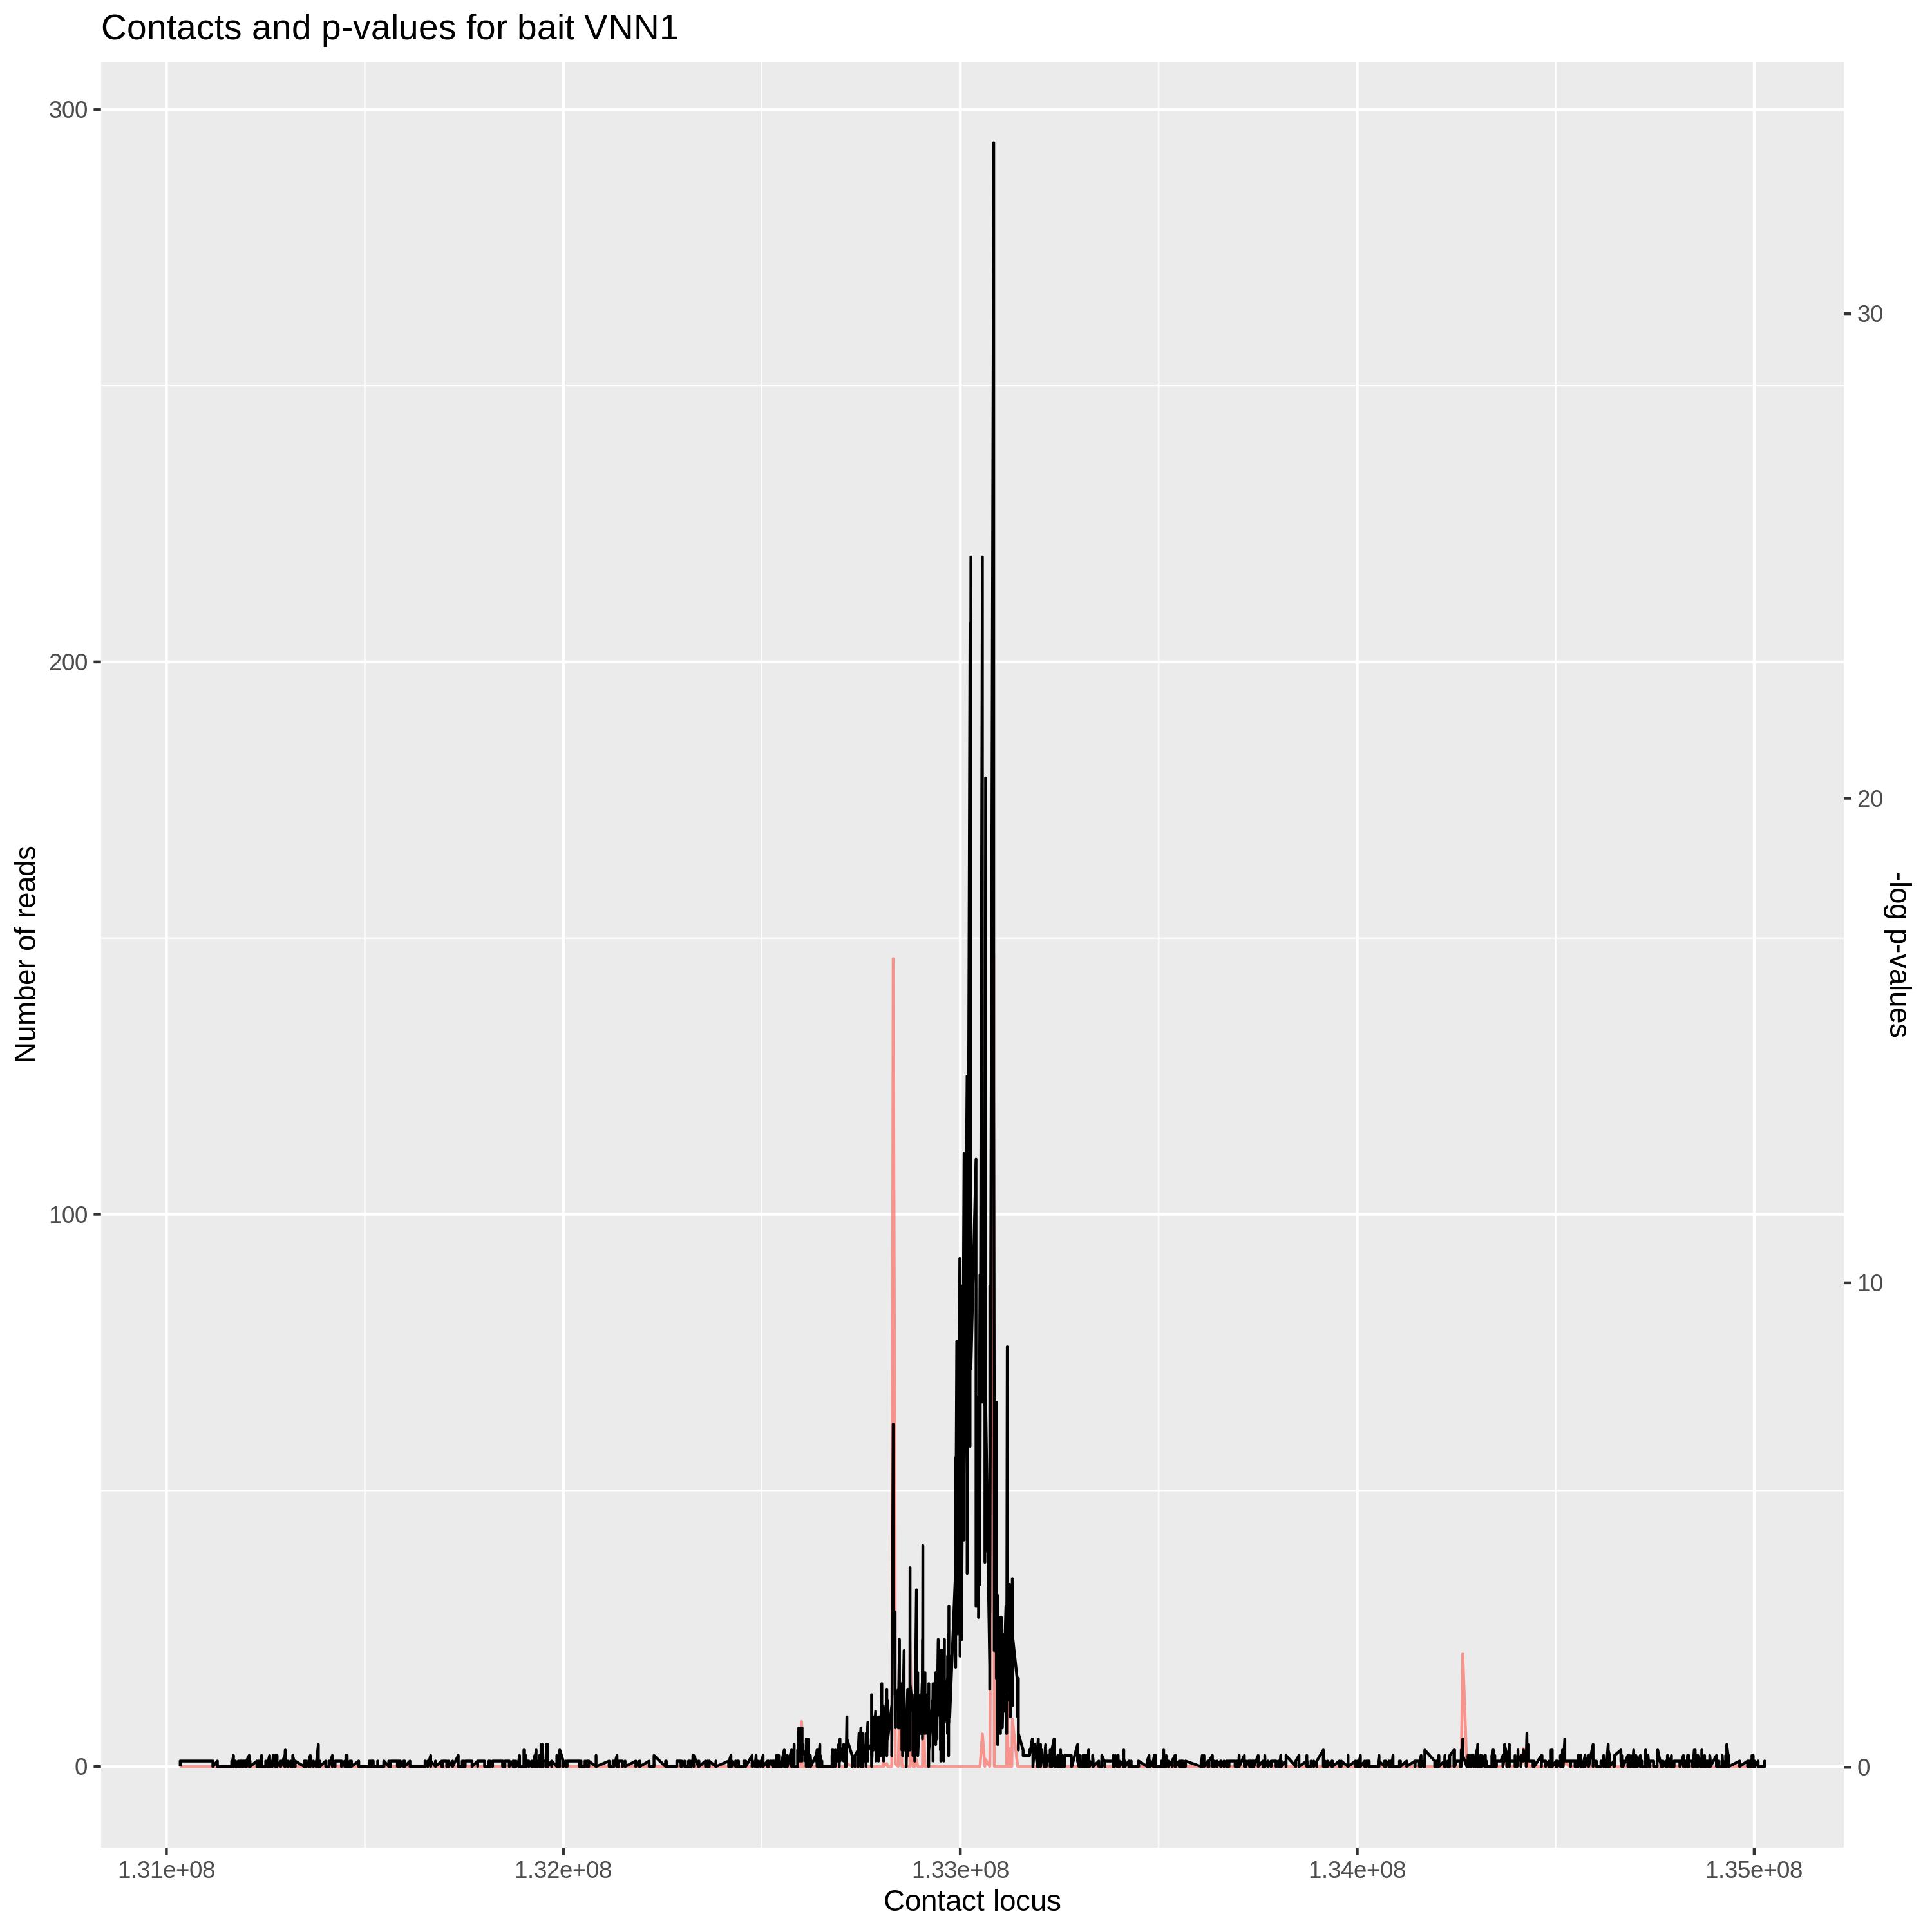 Contacts and p-values for bait VNN1
300
200
100
0
Number of reads
30
20
10
0
-log p-values
1.31e+08
1.32e+08
1.33e+08
1.34e+08
1.35e+08
Contact locus